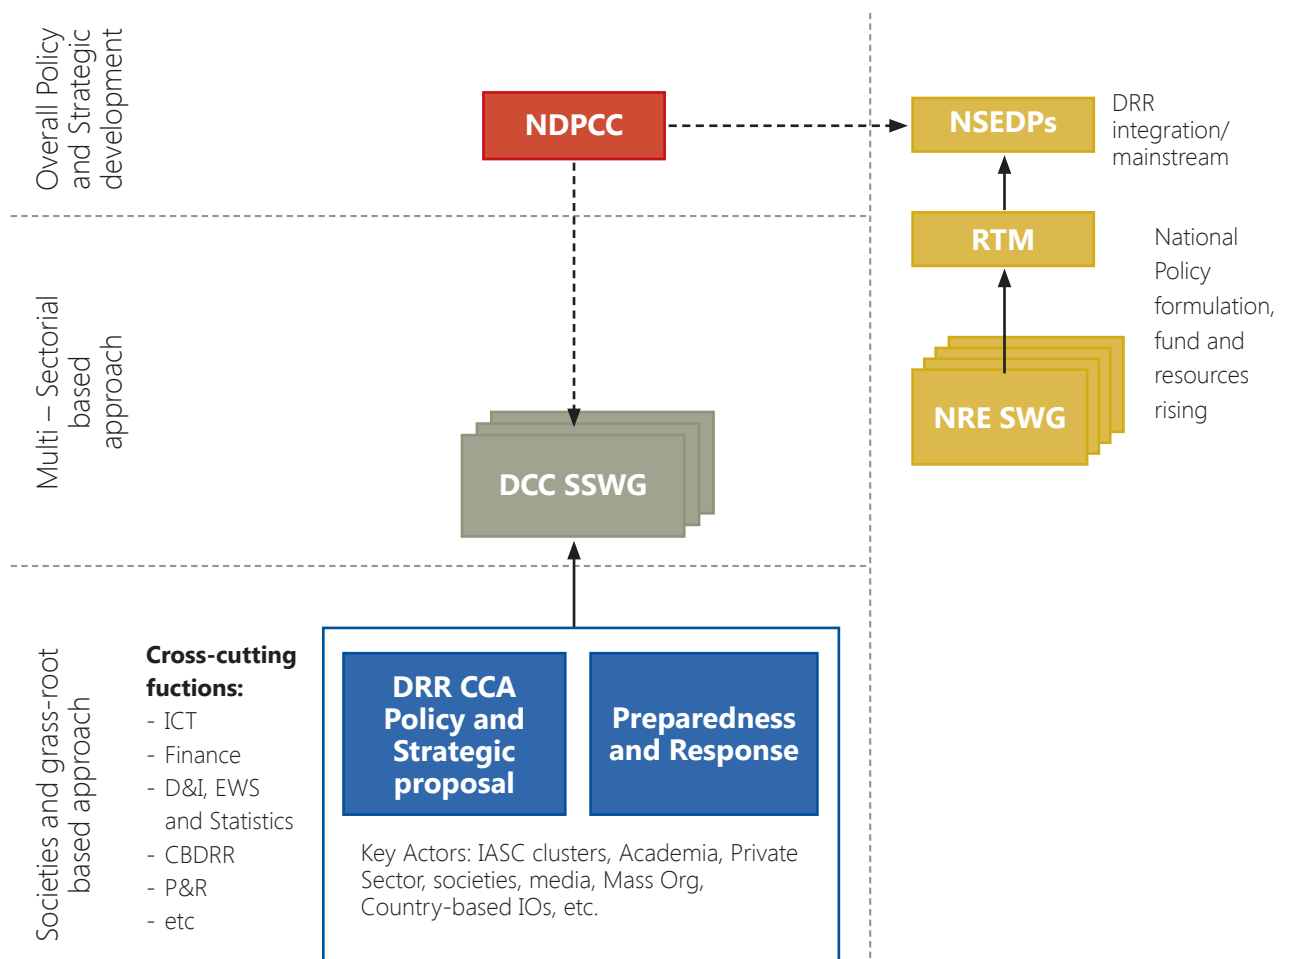 Overall Policy
and Strategic
development
NDPCC
NSEDPs
DRR
integration/
mainstream
Multi – Sectorial
based
approach
RTM
National
Policy
formulation,
fund and
resources
rising
NRE SWG
DCC SSWG
Societies and grass-root
based approach
Cross-cutting
fuctions:
- ICT
- Finance
- D&I, EWS
and Statistics
- CBDRR
- P&R
- etc
DRR CCA
Policy and
Strategic
proposal
Preparedness
and Response
Key Actors: IASC clusters, Academia, Private
Sector, societies, media, Mass Org,
Country-based IOs, etc.